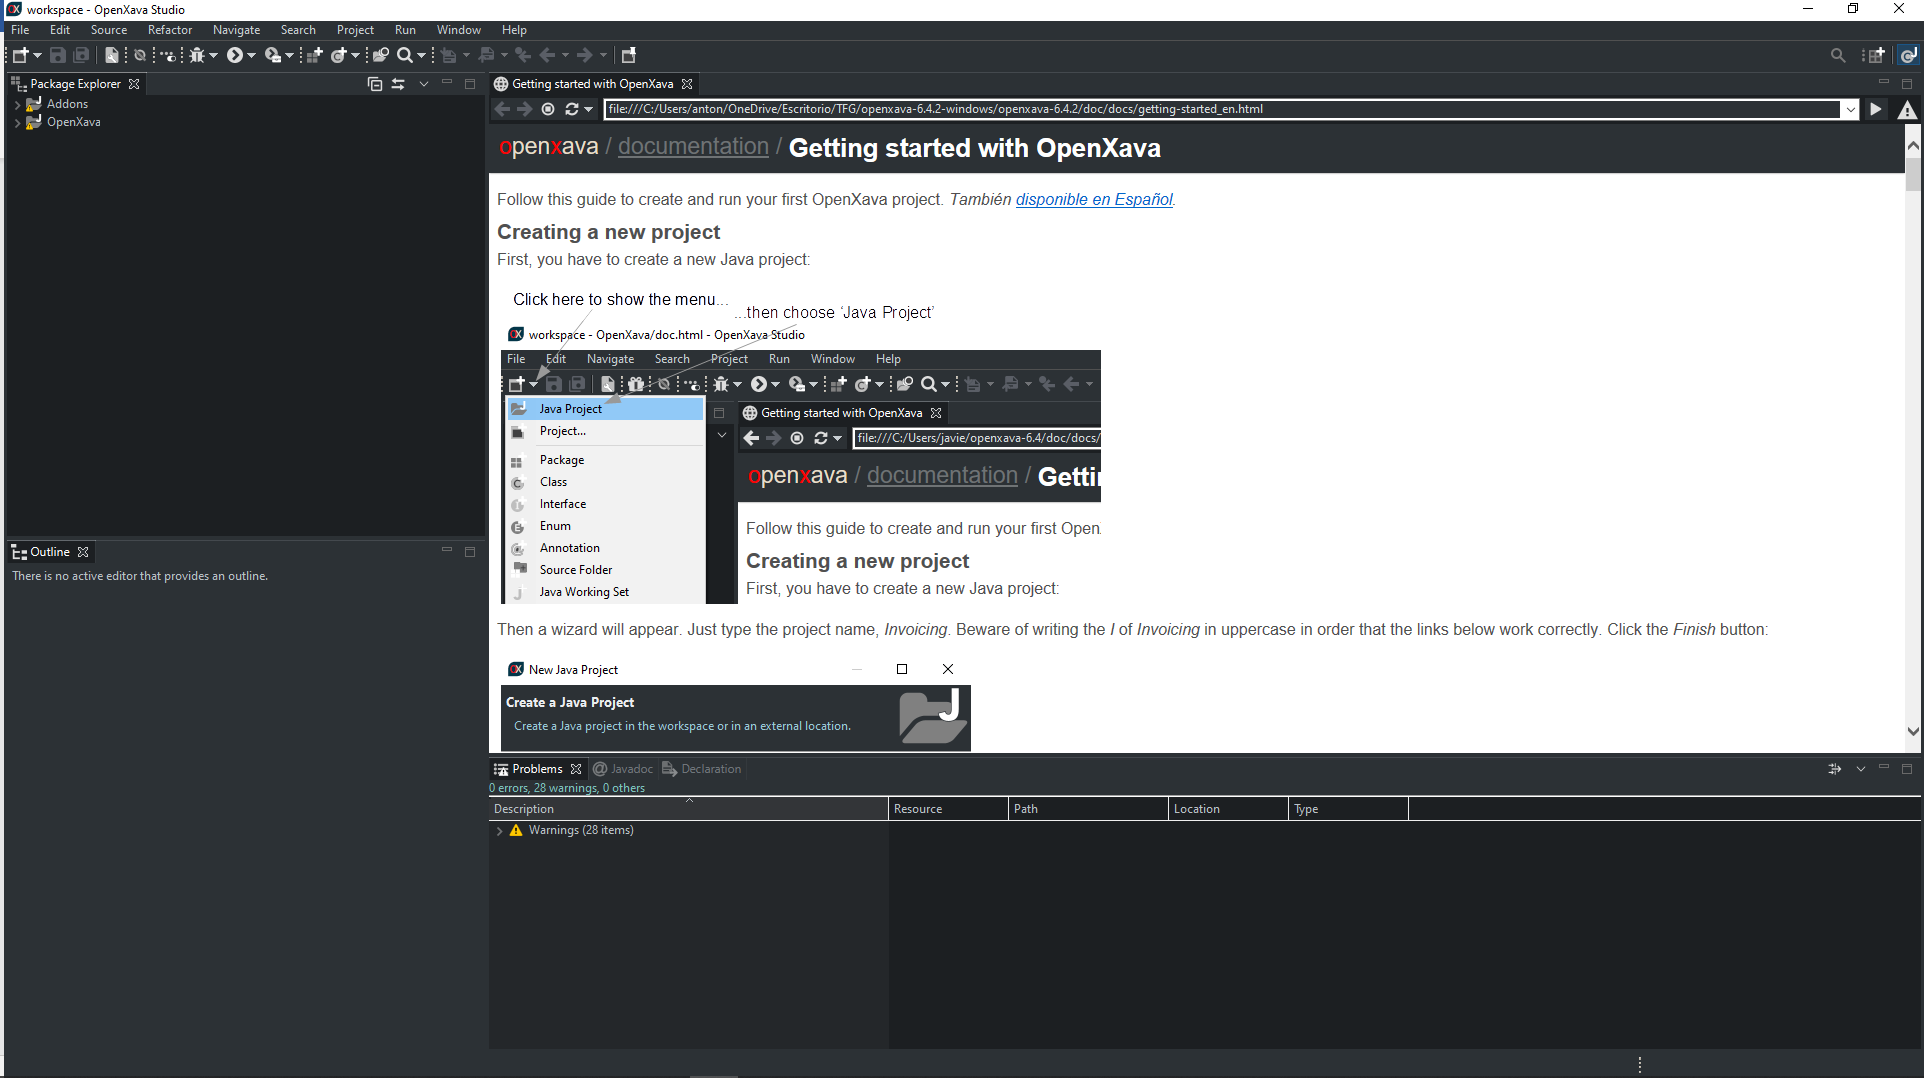 workspace - OpenXava Studio
File Edit Source Refactor Navigate Search Project Run Window Help
Package Explorer
Addons
OpenXava
Outline
There is no active editor that provides an outline.
Getting started with OpenXava
file:///C:/Users/anton/OneDrive/Escritorio/TFG/openxava-6.4.2-windows/openxava-6.4.2/doc/docs/getting-started_en.html
openxava / documentation / Getting started with OpenXava
Follow this guide to create and run your first OpenXava project. También disponible en Español.
Creating a new project
First, you have to create a new Java project:
Click here to show the menu...
...then choose ‘Java Project’
workspace - OpenXava/doc.html - OpenXava Studio
File Edit Navigate Search Project Run Window Help
Java Project
Project...
Package
Class
Interface
Enum
Annotation
Source Folder
Java Working Set
Getting started with OpenXava
file:///C:/Users/javie/openxava-6.4/doc/docs/
openxava / documentation / Getti
Follow this guide to create and run your first Open
Creating a new project
First, you have to create a new Java project:
Then a wizard will appear. Just type the project name, Invoicing. Beware of writing the I of Invoicing in uppercase in order that the links below work correctly. Click the Finish button:
New Java Project
Create a Java Project
Create a Java project in the workspace or in an external location.
Problems @ Javadoc Declaration
0 errors, 28 warnings, 0 others
Description Resource Path Location Type
Warnings (28 items)